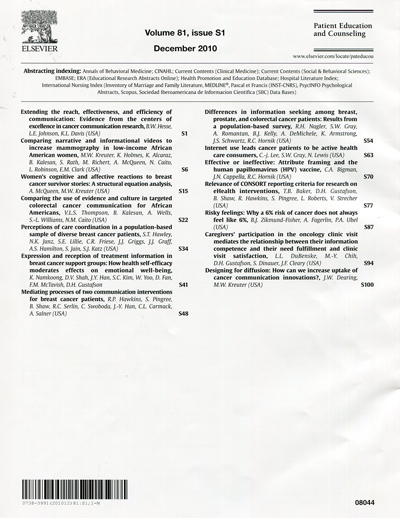 ELSEVIER
Volume 81, issue S1
December 2010
Patient Education
and Counseling
www.elsevier.com/locate/pateducou
Abstracting indexing: Annals of Behavioral Medicine; CINAHL; Current Contents (Clinical Medicine); Current Contents (Social & Behavioral Sciences);
EMBASE; ERA (Educational Research Abstracts Online); Health Promotion and Education Database; Hospital Literature Index;
International Nursing Index (Inventory of Marriage and Family Literature, MEDLINE®, Pascal et Francis (INST-CNRS), PsycINFO Psychological
Abstracts, Scopus, Sociedad Iberoamericana de Information Cientifica (SIIC) Data Bases)
Extending the reach, effectiveness, and efficiency of
communication: Evidence from the centers of
excellence in cancer communication research, B.W. Hesse,
L.E. Johnson, K.L. Davis (USA) S1
Comparing narrative and informational videos to
increase mammography in low-income African
American women, M.W. Kreuter, K. Holmes, K. Alcaraz,
B. Kalesan, S. Rath, M. Richert, A. McQueen, N. Caito,
L. Robinson, E.M. Clark (USA) S6
Women's cognitive and affective reactions to breast
cancer survivor stories: A structural equation analysis,
A. McQueen, M.W. Kreuter (USA) S15
Comparing the use of evidence and culture in targeted
colorectal cancer communication for African
Americans, V.L.S. Thompson, B. Kalesan, A. Wells,
S.-L. Williams, N.M. Caito (USA) S22
Perceptions of care coordination in a population-based
sample of diverse breast cancer patients, S.T. Hawley,
N.K. Janz, S.E. Lillie, C.R. Friese, J.J. Griggs, J.J. Graff,
A.S. Hamilton, S. Jain, S.J. Katz (USA) S34
Expression and reception of treatment information in
breast cancer support groups: How health self-efficacy
moderates effects on emotional well-being,
K. Namkoong, D.V. Shah, J.Y. Han, S.C. Kim, W. Yoo, D. Fan,
F.M. McTavish, D.H. Gustafson S41
Mediating processes of two communication interventions
for breast cancer patients, R.P. Hawkins, S. Pingree,
B. Shaw, R.C. Serlin, C. Swoboda, J.-Y. Han, C.L. Carmack,
A. Salner (USA) S48
Differences in information seeking among breast,
prostate, and colorectal cancer patients: Results from
a population-based survey, R.H. Nagler, S.W. Gray,
A. Romantan, B.J. Kelly, A. DeMichele, K. Armstrong,
J.S. Schwartz, R.C. Hornik (USA) S54
Internet use leads cancer patients to be active health
care consumers, C.-J. Lee, S.W. Gray, N. Lewis (USA) S63
Effective or ineffective: Attribute framing and the
human papillomavirus (HPV) vaccine, C.A. Bigman,
J.N. Cappella, R.C. Hornik (USA) S70
Relevance of CONSORT reporting criteria for research on
eHealth interventions, T.B. Baker, D.H. Gustafson,
B. Shaw, R. Hawkins, S. Pingree, L. Roberts, V. Strecher
(USA) S77
Risky feelings: Why a 6% risk of cancer does not always
feel like 6%, B.J. Zikmund-Fisher, A. Fagerlin, P.A. Ubel
(USA) S87
Caregivers' participation in the oncology clinic visit
mediates the relationship between their information
competence and their need fulfillment and clinic
visit satisfaction, L.L. DuBenske, M.-Y. Chih,
D.H. Gustafson, S. Dinauer, J.F. Cleary (USA) S94
Designing for diffusion: How can we increase uptake of
cancer communication innovations?, J.W. Dearing,
M.W. Kreuter (USA) S100
08044